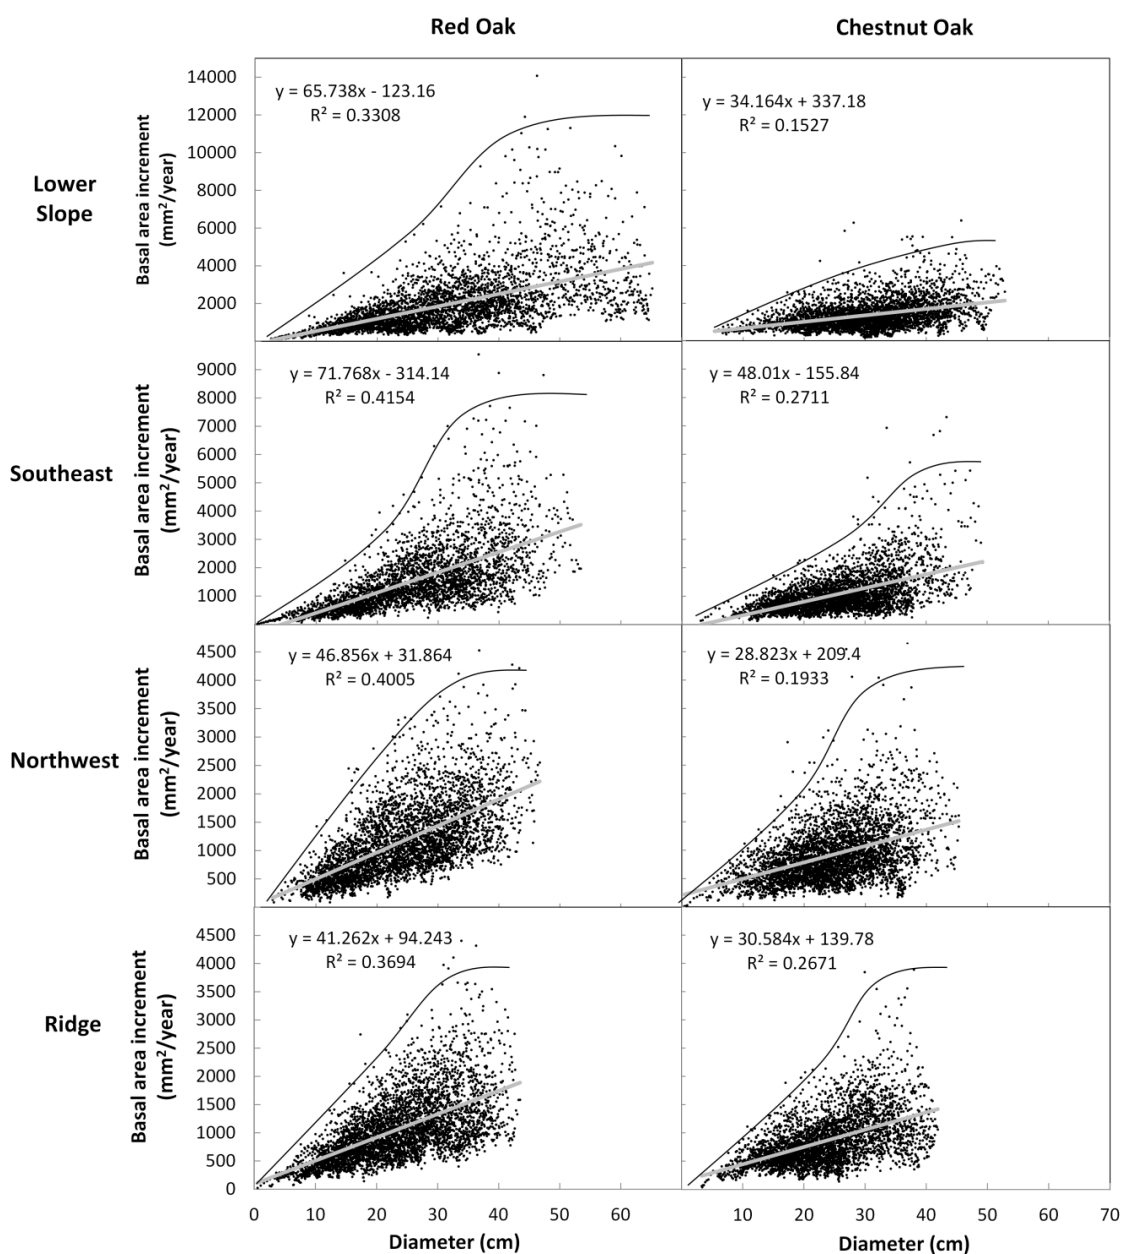 Red Oak
Chestnut Oak
Lower
Slope
Basal area increment
(mm²/year)
14000
12000
10000
8000
6000
4000
2000
y = 65.738x - 123.16
R² = 0.3308
y = 34.164x + 337.18
R² = 0.1527
Southeast
Basal area increment
(mm²/year)
9000
8000
7000
6000
5000
4000
3000
2000
1000
y = 71.768x - 314.14
R² = 0.4154
y = 48.01x - 155.84
R² = 0.2711
Northwest
Basal area increment
(mm²/year)
4500
4000
3500
3000
2500
2000
1500
1000
500
y = 46.856x + 31.864
R² = 0.4005
y = 28.823x + 209.4
R² = 0.1933
Ridge
Basal area increment
(mm²/year)
4500
4000
3500
3000
2500
2000
1500
1000
500
0
y = 41.262x + 94.243
R² = 0.3694
y = 30.584x + 139.78
R² = 0.2671
0 10 20 30 40 50 60
10 20 30 40 50 60 70
Diameter (cm)
Diameter (cm)